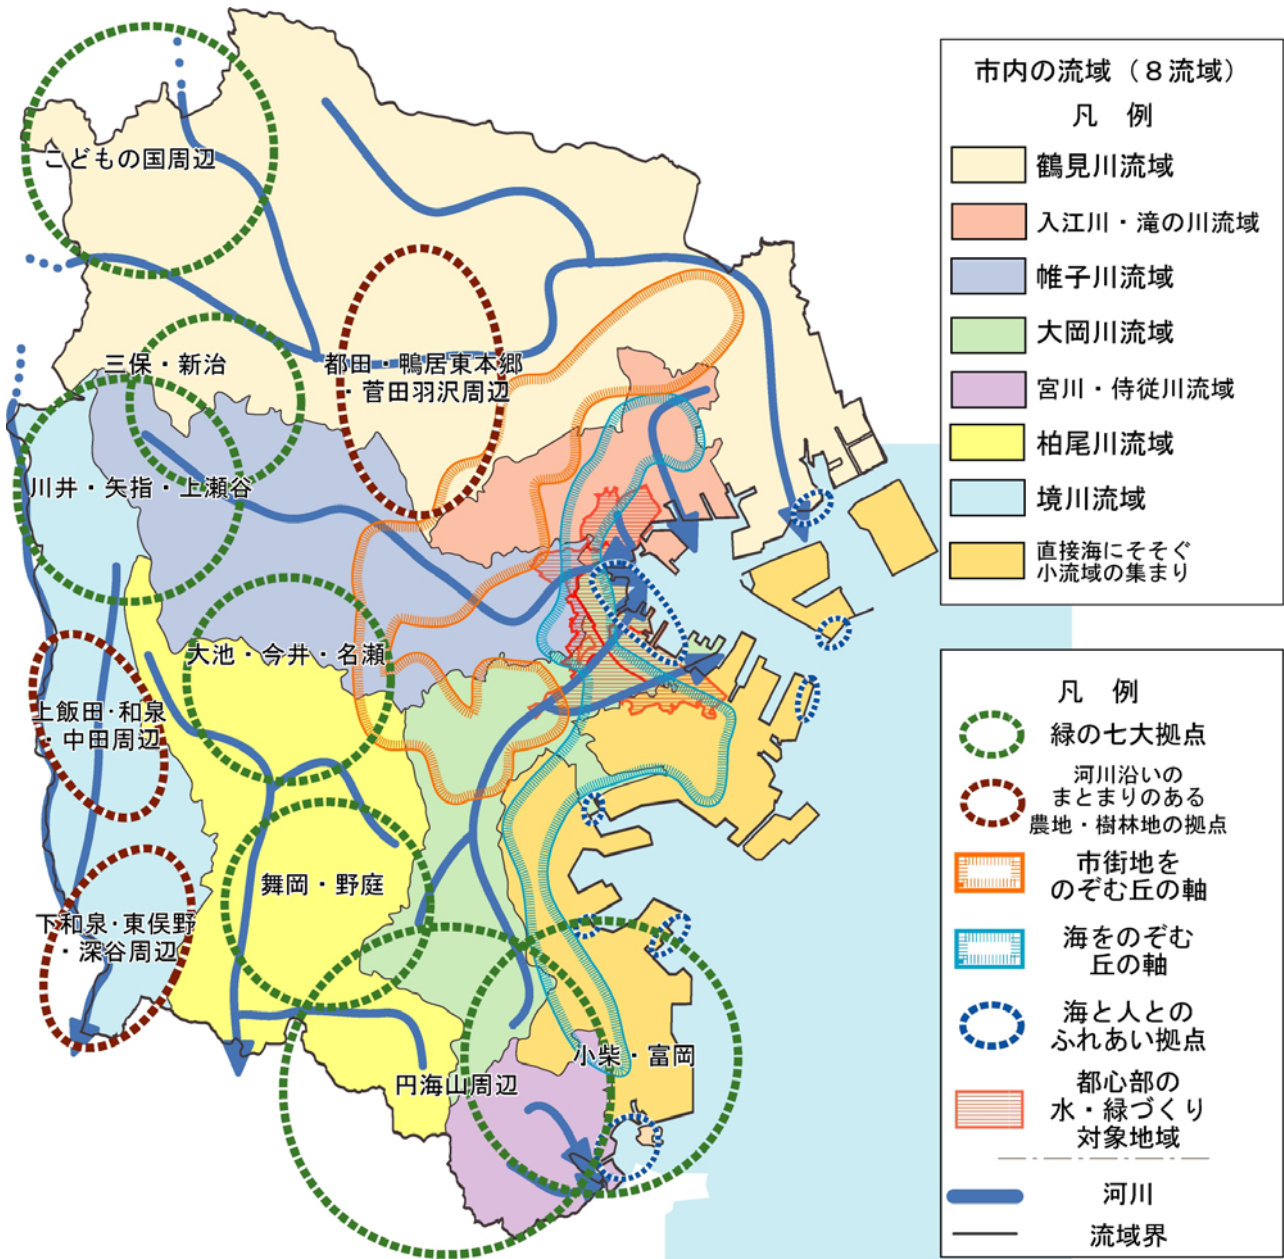 こどもの国周辺
三保・新治
都田・鴨居東本郷
・菅田羽沢周辺
川井・矢指・上瀬谷
大池・今井・名瀬
上飯田・和泉
・中田周辺
舞岡・野庭
下和泉・東俣野
・深谷周辺
小柴・富岡
円海山周辺
市内の流域（８流域）
凡　例
鶴見川流域
入江川・滝の川流域
帷子川流域
大岡川流域
宮川・侍従川流域
柏尾川流域
境川流域
直接海にそそぐ
小流域の集まり
凡　例
緑の七大拠点
河川沿いの
まとまりのある
農地・樹林地の拠点
市街地を
のぞむ丘の軸
海をのぞむ
丘の軸
海と人との
ふれあい拠点
都心部の
水・緑づくり
対象地域
河川
流域界